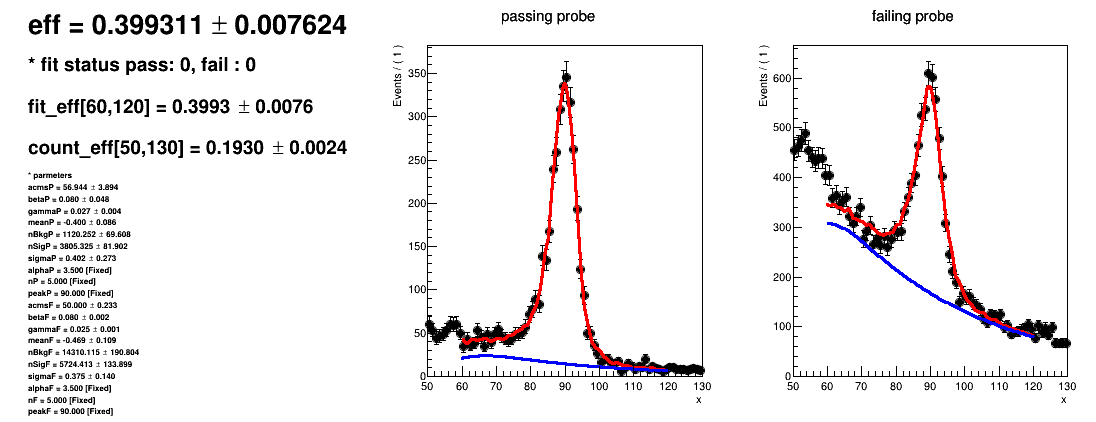 eff = 0.399311 ± 0.007624
* fit status pass: 0, fail : 0
fit_eff[60,120] = 0.3993 ± 0.0076
count_eff[50,130] = 0.1930 ± 0.0024
* parmeters
acmsP = 56.944 ± 3.894
betaP = 0.080 ± 0.048
gammaP = 0.027 ± 0.004
meanP = -0.400 ± 0.086
nBkgP = 1120.252 ± 69.608
nSigP = 3805.325 ± 81.902
sigmaP = 0.402 ± 0.273
alphaP = 3.500 [Fixed]
nP = 5.000 [Fixed]
peakP = 90.000 [Fixed]
acmsF = 50.000 ± 0.233
betaF = 0.080 ± 0.002
gammaF = 0.025 ± 0.001
meanF = -0.469 ± 0.109
nBkgF = 14310.115 ± 190.804
nSigF = 5724.413 ± 133.899
sigmaF = 0.375 ± 0.140
alphaF = 3.500 [Fixed]
nF = 5.000 [Fixed]
peakF = 90.000 [Fixed]
passing probe
Events / ( 1 )
350
300
250
200
150
100
50
0
50 60 70 80 90 100 110 120 130
x
failing probe
Events / ( 1 )
600
500
400
300
200
100
0
50 60 70 80 90 100 110 120 130
x